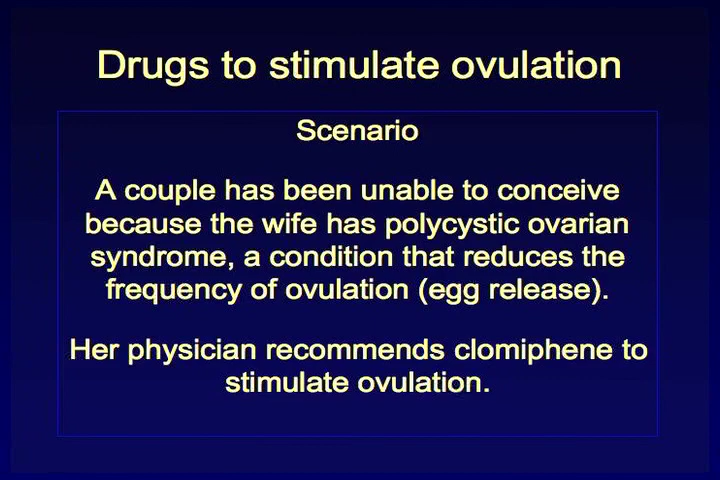 Drugs to stimulate ovulation
Scenario
A couple has been unable to conceive
because the wife has polycystic ovarian
syndrome, a condition that reduces the
frequency of ovulation (egg release).
Her physician recommends clomiphene to
stimulate ovulation.